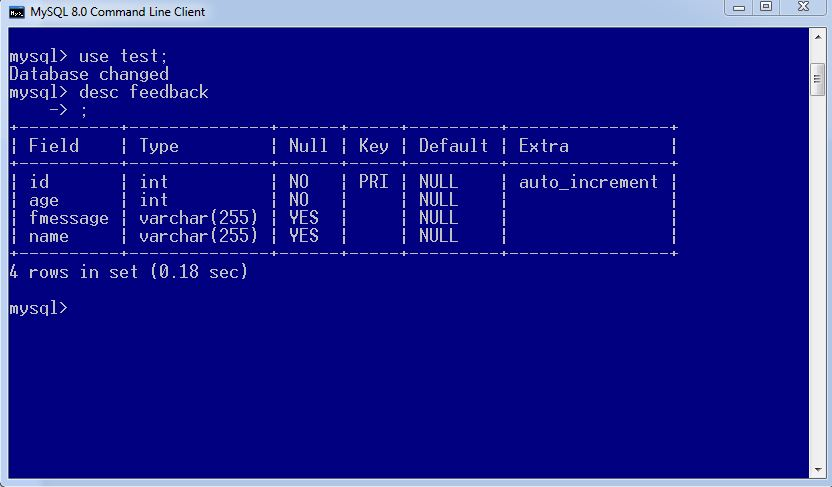 MySQL 8.0 Command Line Client
mysql> use test;
Database changed
mysql> desc feedback
    -> ;
+----------+--------------+------+-----+---------+----------------+
| Field    | Type         | Null | Key | Default | Extra          |
+----------+--------------+------+-----+---------+----------------+
| id       | int          | NO   | PRI | NULL    | auto_increment |
| age      | int          | NO   |     | NULL    |                |
| fmessage | varchar(255) | YES  |     | NULL    |                |
| name     | varchar(255) | YES  |     | NULL    |                |
+----------+--------------+------+-----+---------+----------------+
4 rows in set (0.18 sec)
mysql>